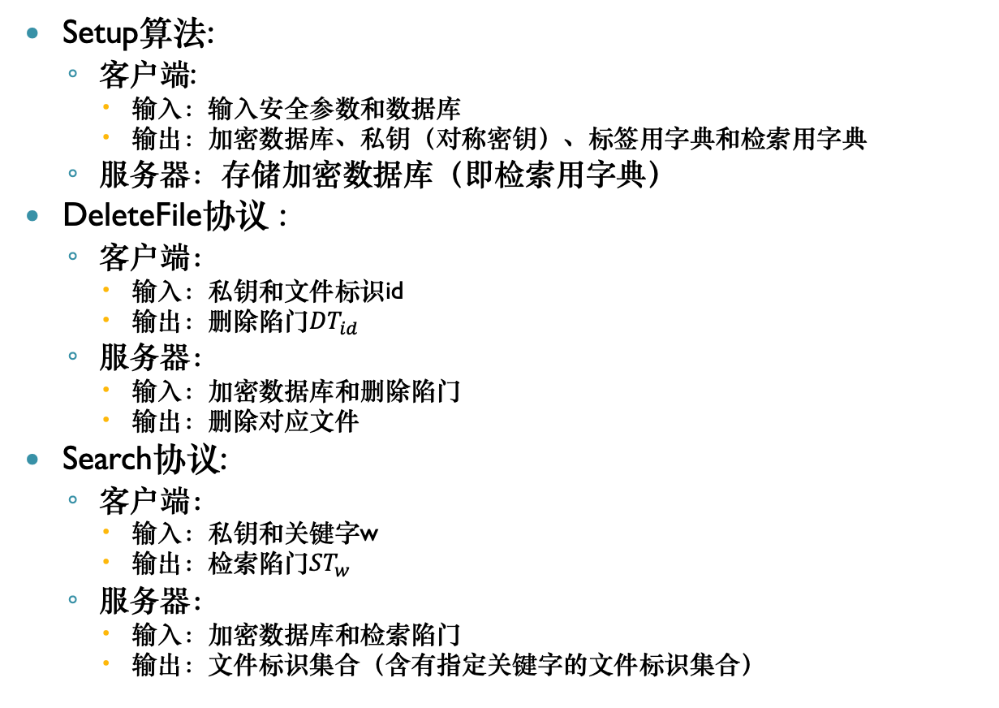 • Setup算法:
◦ 客户端:
• 输入：输入安全参数和数据库
• 输出：加密数据库、私钥（对称密钥）、标签用字典和检索用字典
◦ 服务器：存储加密数据库（即检索用字典）
• DeleteFile协议 :
◦ 客户端：
• 输入：私钥和文件标识id
• 输出：删除陷门DT_{id}
◦ 服务器：
• 输入：加密数据库和删除陷门
• 输出：删除对应文件
• Search协议:
◦ 客户端：
• 输入：私钥和关键字w
• 输出：检索陷门ST_w
◦ 服务器：
• 输入：加密数据库和检索陷门
• 输出：文件标识集合（含有指定关键字的文件标识集合）